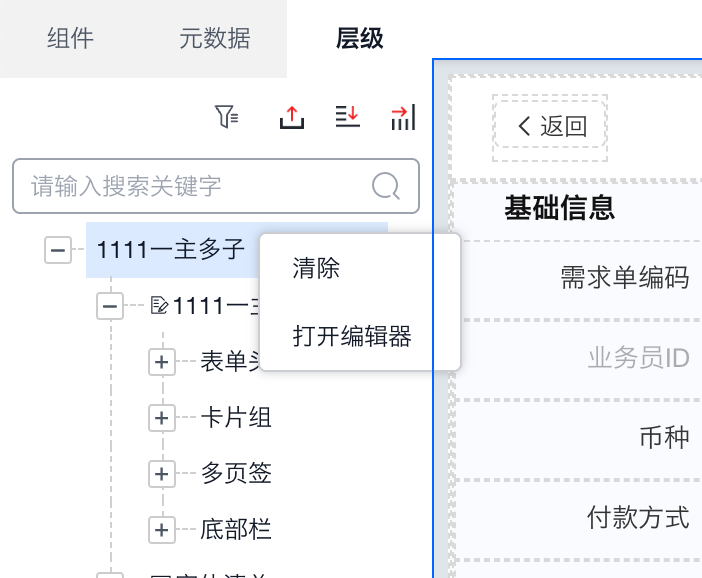 组件 元数据 层级
请输入搜索关键字
1111一主多子
1111一
表单
卡片组
多页签
底部栏
清除
打开编辑器
返回
基础信息
需求单编码
业务员ID
币种
付款方式